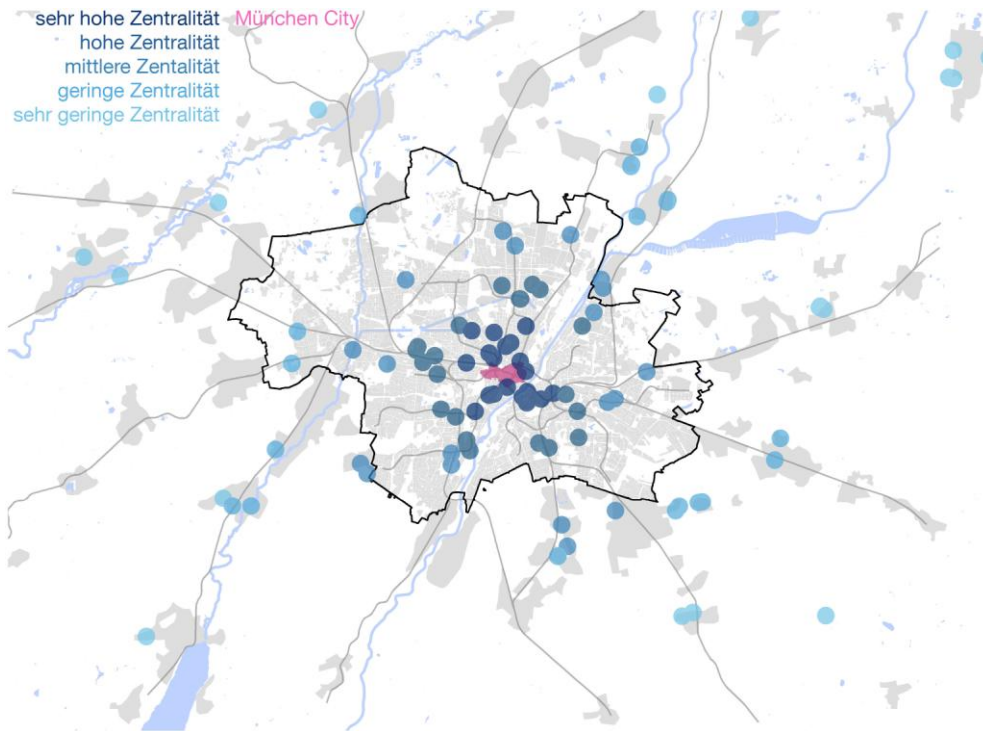 sehr hohe Zentralität München City
hohe Zentralität
mittlere Zentalität
geringe Zentralität
sehr geringe Zentralität